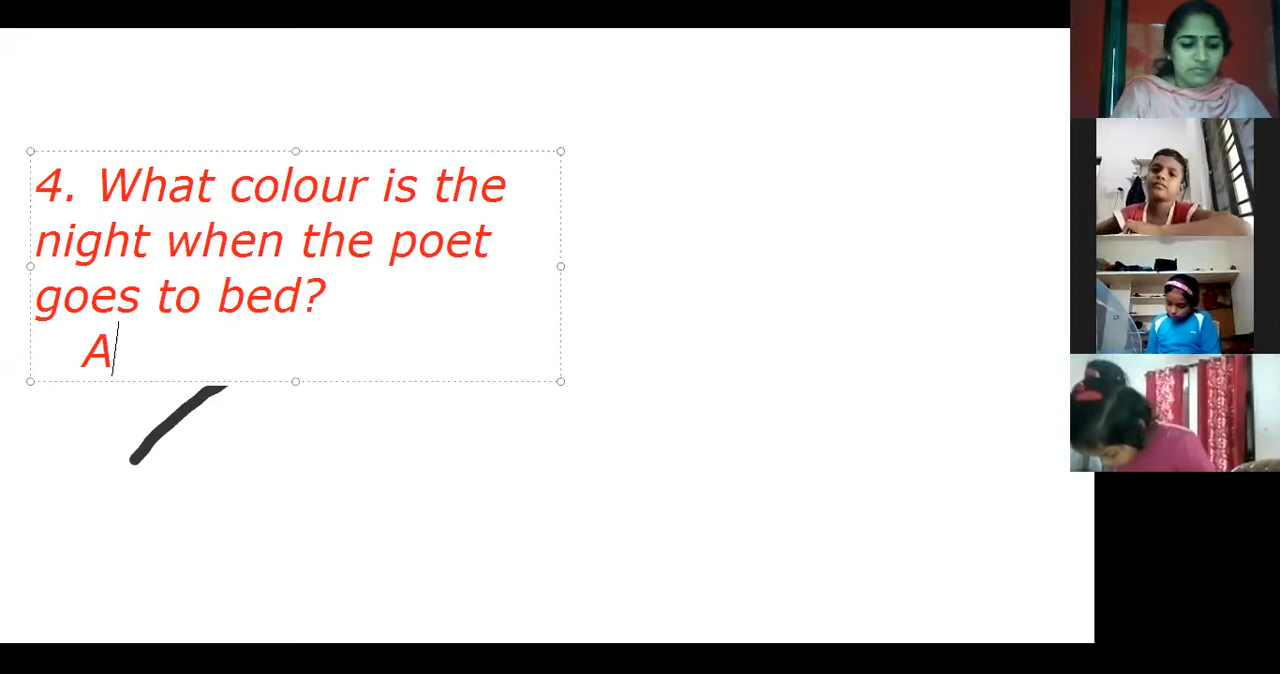 4. What colour is the
night when the poet
goes to bed?
A